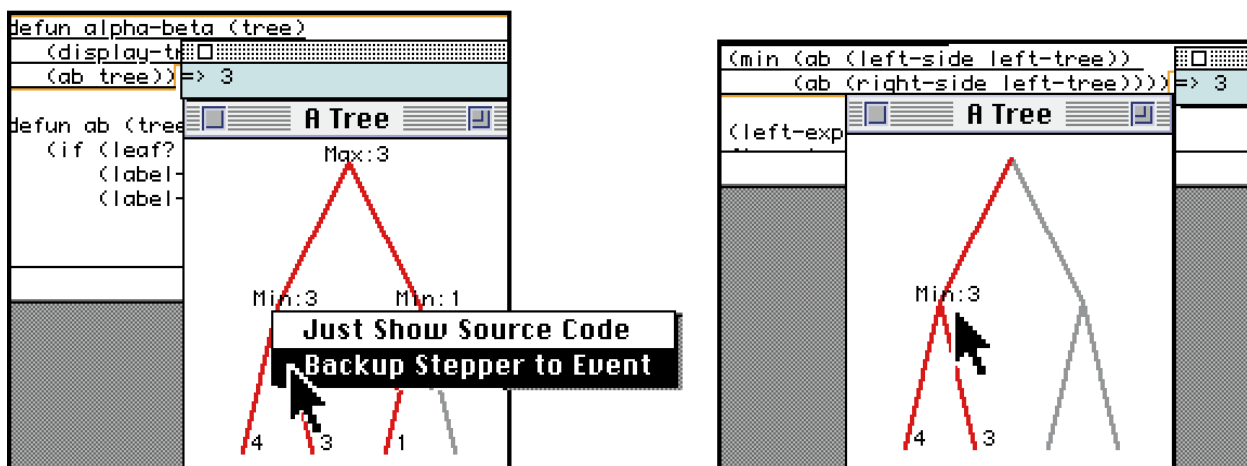 defun alpha-beta (tree)
(display-tr
(ab tree))
=> 3
A Tree
defun ab (tree
(if (leaf?
(label-
(label-
Max:3
Min:3
Min:1
Just Show Source Code
Backup Stepper to Event
4
3
1
(min (ab (left-side left-tree))
(ab (right-side left-tree))))
=> 3
A Tree
(left-exp
Min:3
4
3